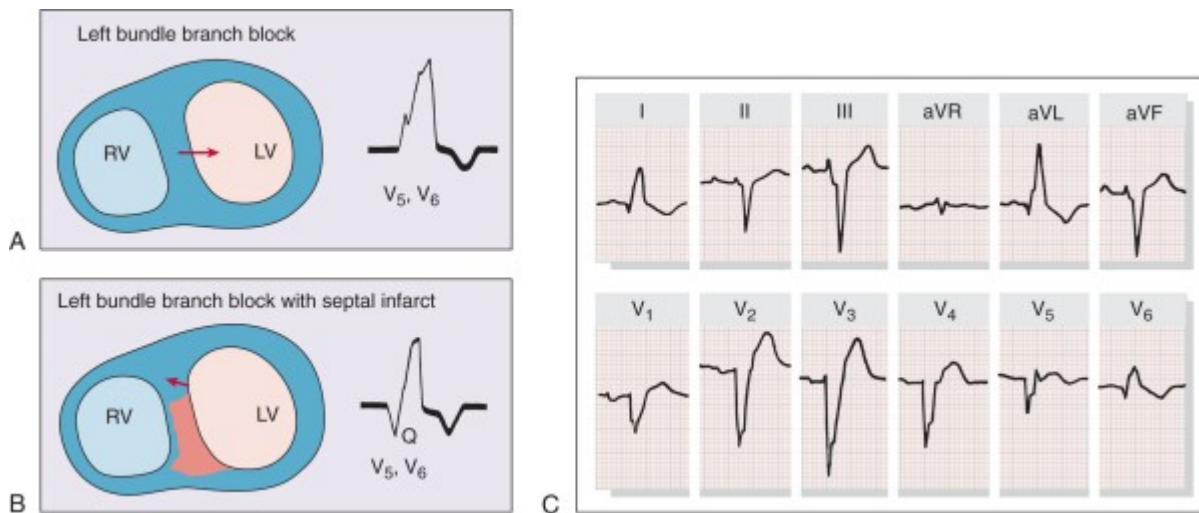 Left bundle branch block
RV
LV
V5, V6
A
Left bundle branch block with septal infarct
RV
LV
Q
V5, V6
B
I II III aVR aVL aVF
V1 V2 V3 V4 V5 V6
C